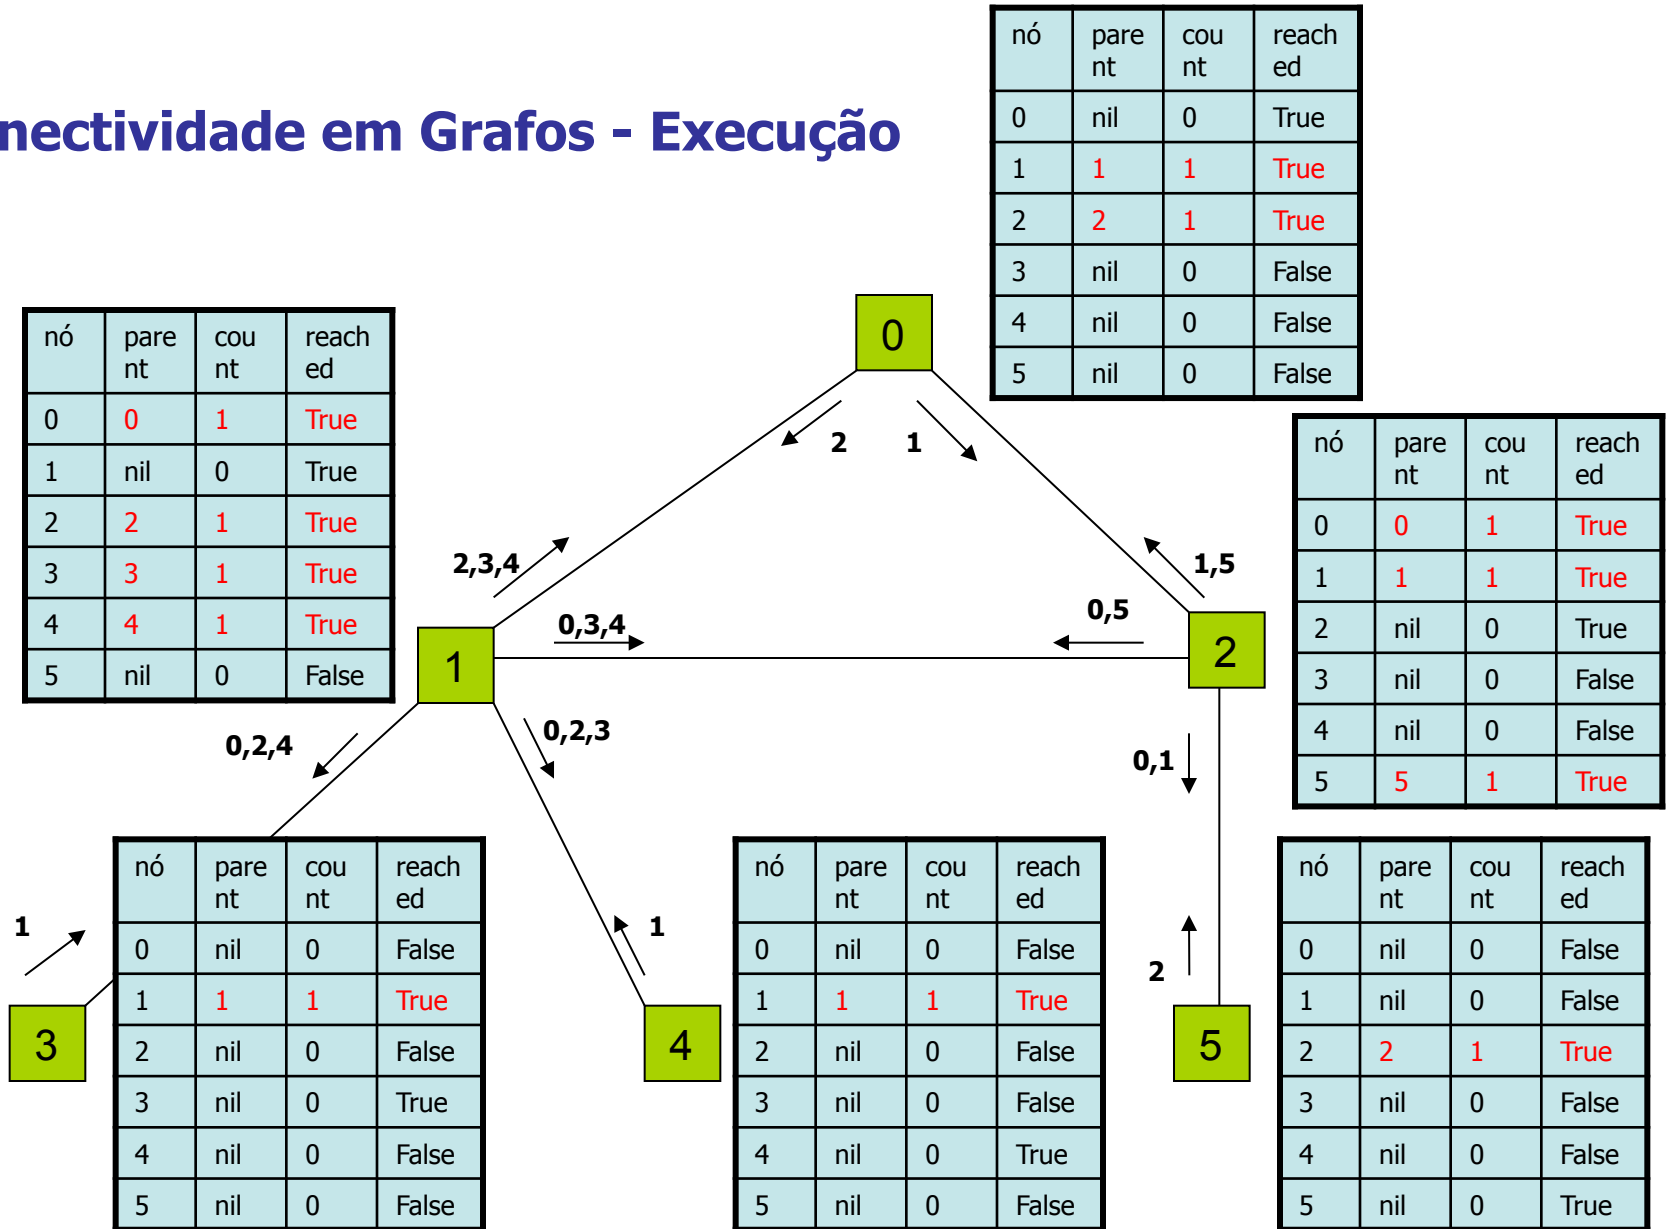 nectividade em Grafos - Execução
nó pare nt cou nt reach ed
0 nil 0 True
1 1 1 True
2 2 1 True
3 nil 0 False
4 nil 0 False
5 nil 0 False
nó pare nt cou nt reach ed
0 0 1 True
1 nil 0 True
2 2 1 True
3 3 1 True
4 4 1 True
5 nil 0 False
0
2 1
nó pare nt cou nt reach ed
0 0 1 True
1 1 1 True
2 nil 0 True
3 nil 0 False
4 nil 0 False
5 5 1 True
2,3,4
1,5
0,3,4
0,5
1
2
0,2,4
0,2,3
0,1
1
3
nó pare nt cou nt reach ed
0 nil 0 False
1 1 1 True
2 nil 0 False
3 nil 0 True
4 nil 0 False
5 nil 0 False
1
4
nó pare nt cou nt reach ed
0 nil 0 False
1 1 1 True
2 nil 0 False
3 nil 0 False
4 nil 0 True
5 nil 0 False
2
5
nó pare nt cou nt reach ed
0 nil 0 False
1 nil 0 False
2 2 1 True
3 nil 0 False
4 nil 0 False
5 nil 0 True